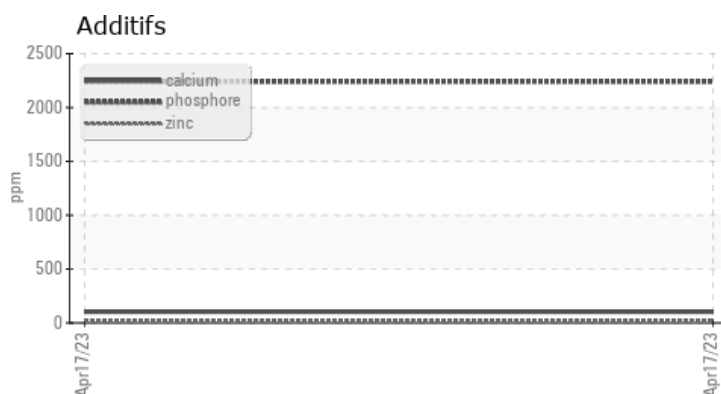 Additifs
2500
2000
1500
1000
500
0
ppm
calcium
phosphore
zinc
Apr17/23
Apr17/23